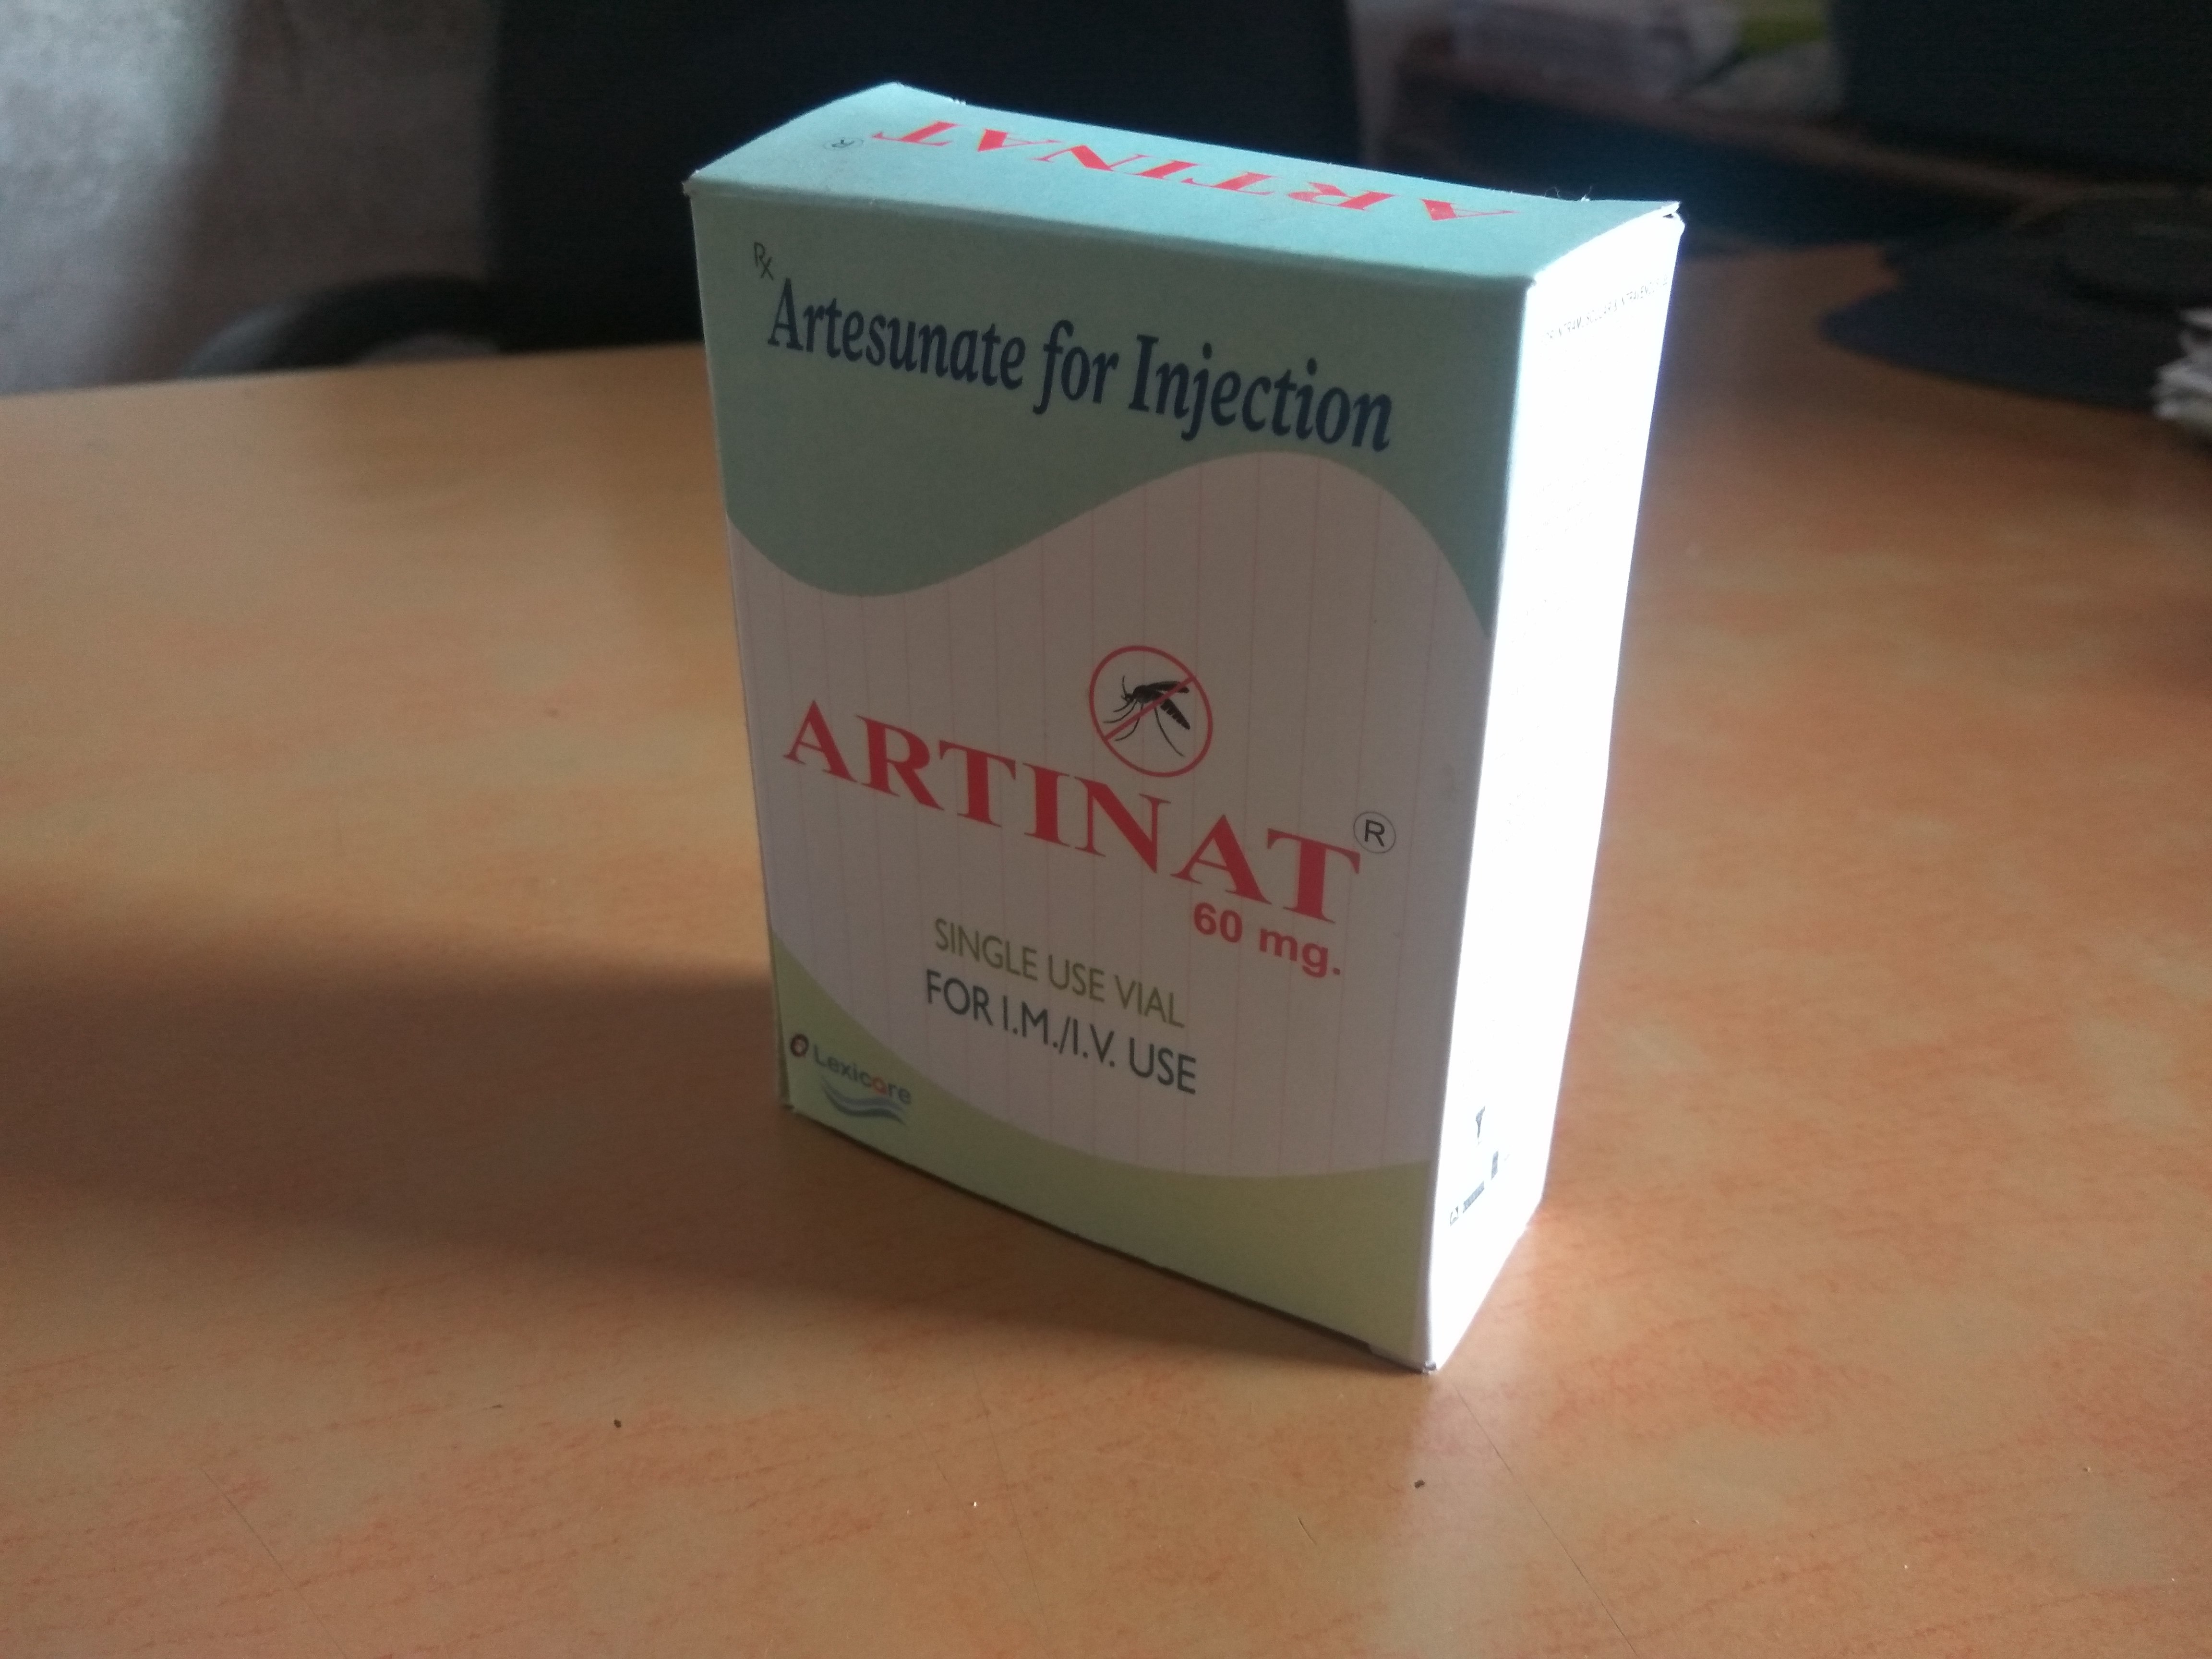 ARTINAT
®
Rx
Artesunate for Injection
ARTINAT®
60 mg.
SINGLE USE VIAL
FOR I.M./I.V. USE
Lexicare